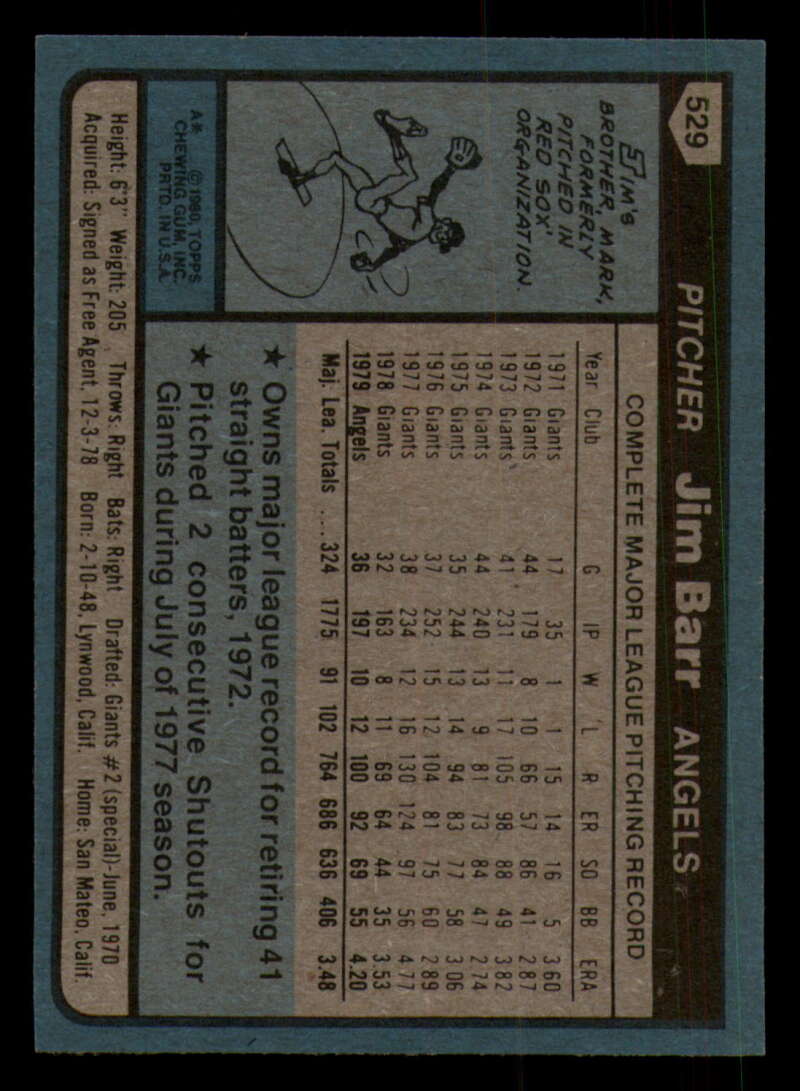 529 PITCHER Jim Barr ANGELS
JIM'S
BROTHER, MARK,
FORMERLY
PITCHED IN
RED SOX'
ORGANIZATION.
A* ©1980, TOPPS
CHEWING GUM, INC.
PRTD. IN U.S.A.
COMPLETE MAJOR LEAGUE PITCHING RECORD
Year Club G IP W L R ER SO BB ERA
1971 Giants 17 35 1 1 15 14 16 5 3.60
1972 Giants 44 179 8 10 66 57 86 41 2.87
1973 Giants 41 231 11 17 105 98 88 49 3.82
1974 Giants 44 240 13 9 81 73 84 47 2.74
1975 Giants 35 244 13 14 94 83 77 58 3.06
1976 Giants 37 252 15 12 104 81 75 60 2.89
1977 Giants 38 234 12 16 130 124 97 56 4.77
1978 Giants 32 163 8 11 69 64 44 35 3.53
1979 Angels 36 197 10 12 100 92 69 55 4.20
Maj. Lea. Totals .... 324 1775 91 102 764 686 636 406 3.48
★ Owns major league record for retiring 41
straight batters, 1972.
★ Pitched 2 consecutive Shutouts for
Giants during July of 1977 season.
Height: 6'3" Weight: 205 Throws: Right Bats: Right Drafted: Giants #2 (special)-June, 1970
Acquired: Signed as Free Agent, 12-3-78 Born: 2-10-48, Lynwood, Calif. Home: San Mateo, Calif.